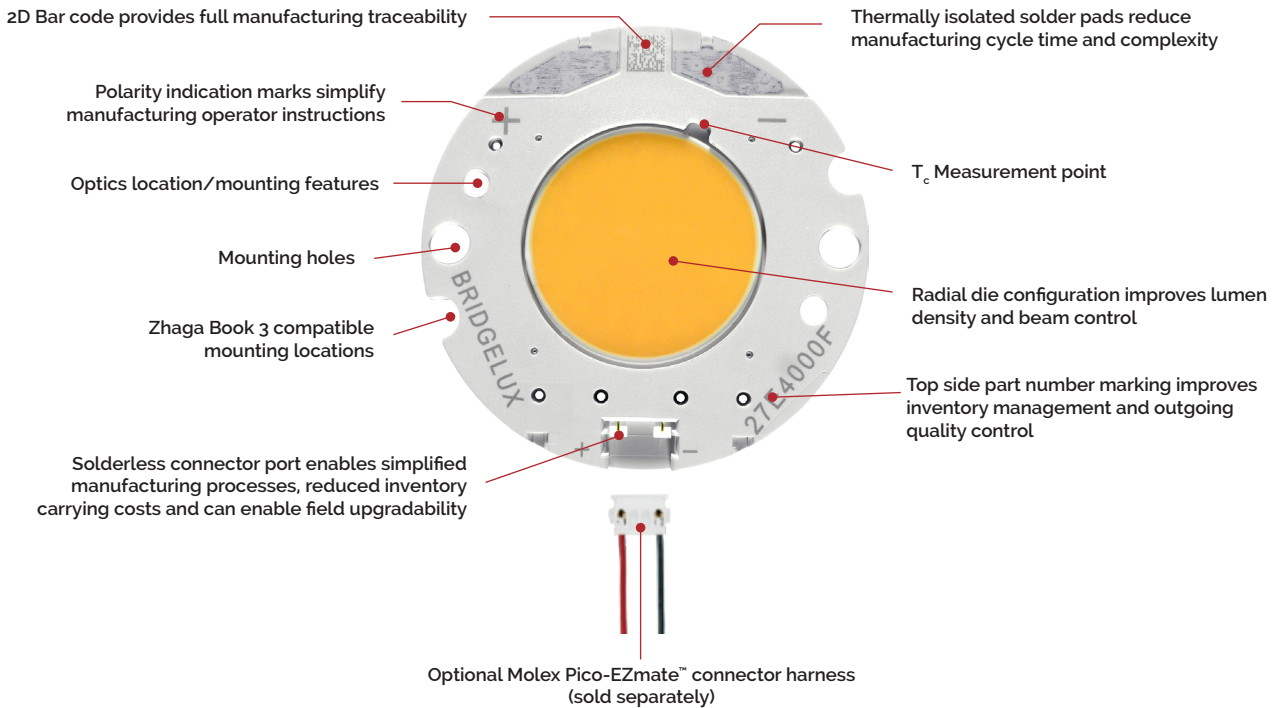 2D Bar code provides full manufacturing traceability
Thermally isolated solder pads reduce
manufacturing cycle time and complexity
Polarity indication marks simplify
manufacturing operator instructions
+
−
Tc Measurement point
Optics location/mounting features
Mounting holes
Radial die configuration improves lumen
density and beam control
BRIDGELUX
Zhaga Book 3 compatible
mounting locations
27E4000F
Top side part number marking improves
inventory management and outgoing
quality control
+
−
Solderless connector port enables simplified
manufacturing processes, reduced inventory
carrying costs and can enable field upgradability
Optional Molex Pico-EZmate™ connector harness
(sold separately)